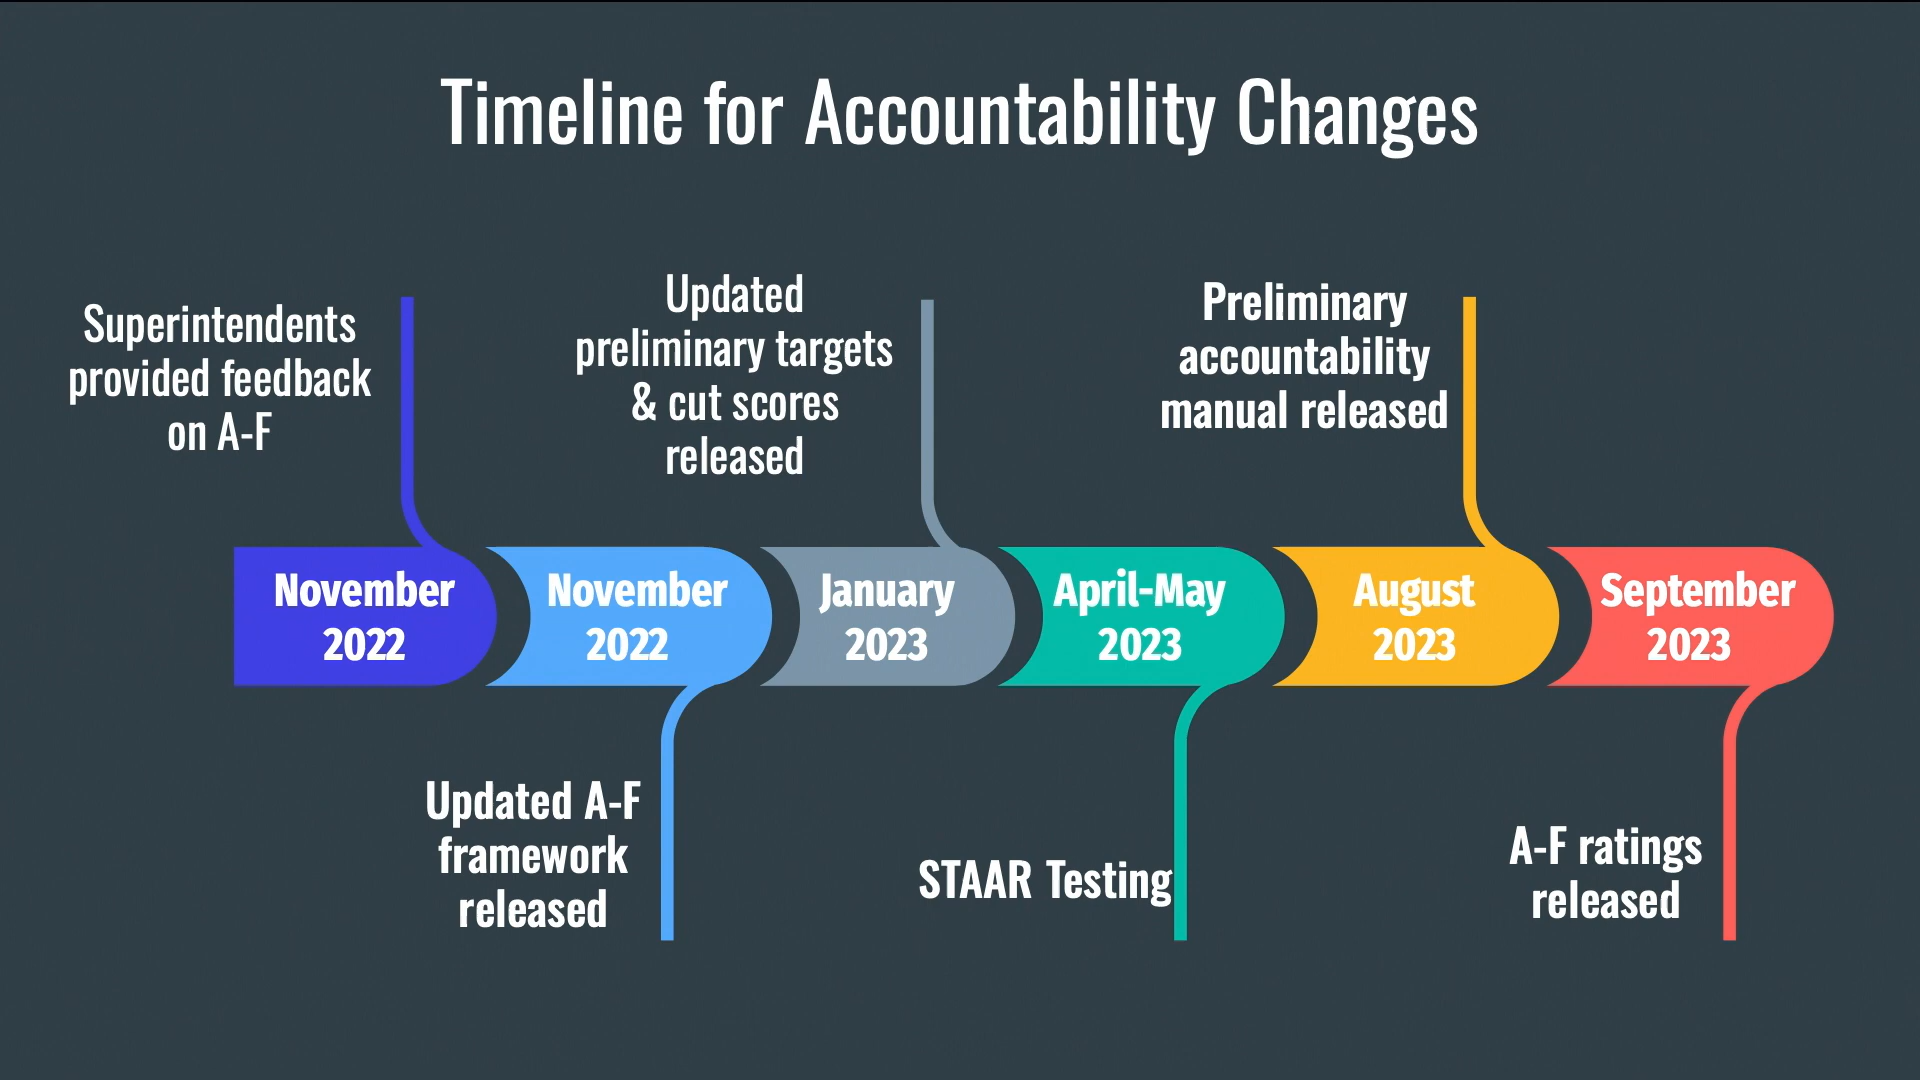 Timeline for Accountability Changes
Superintendents
provided feedback
on A-F
Updated
preliminary targets
& cut scores
released
Preliminary
accountability
manual released
November
2022
November
2022
January
2023
April-May
2023
August
2023
September
2023
Updated A-F
framework
released
STAAR Testing
A-F ratings
released